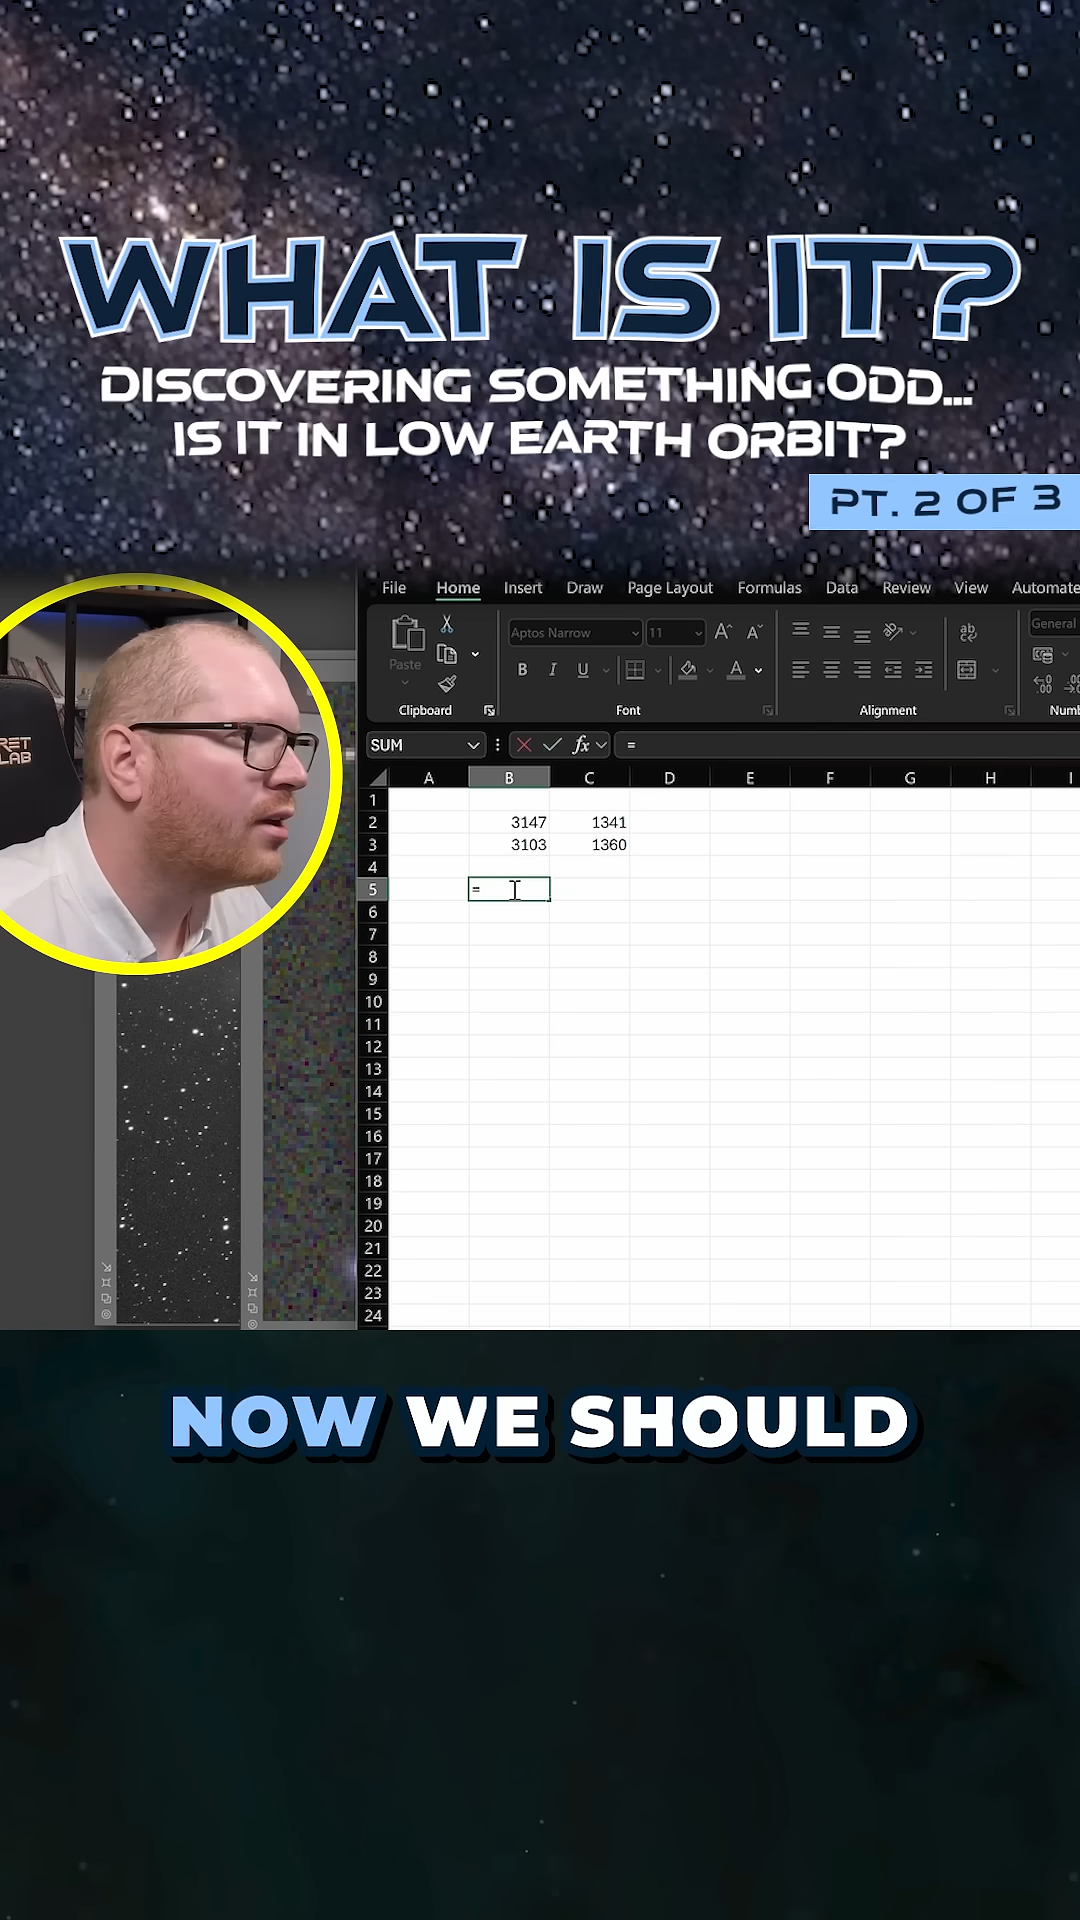 WHAT IS IT?
DISCOVERING SOMETHING ODD...
IS IT IN LOW EARTH ORBIT?
PT. 2 OF 3
File Home Insert Draw Page Layout Formulas Data Review View Automate
Aptos Narrow 11 General
Paste
B I U
Clipboard Font Alignment
SUM fx =
A B C D E F G H I
1
2 3147 1341
3 3103 1360
4
5 =
6
7
8
9
10
11
12
13
14
15
16
17
18
19
20
21
22
23
24
LAB
NOW WE SHOULD